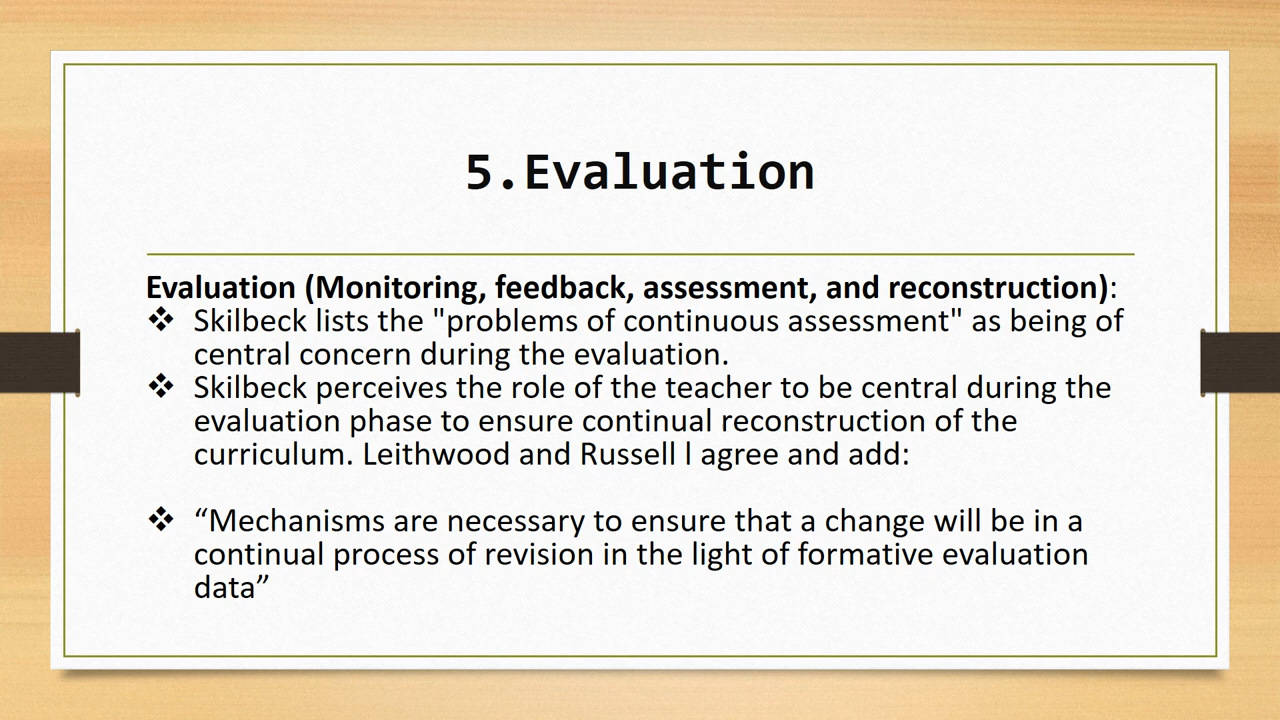 5.Evaluation
Evaluation (Monitoring, feedback, assessment, and reconstruction):
❖ Skilbeck lists the "problems of continuous assessment" as being of
central concern during the evaluation.
❖ Skilbeck perceives the role of the teacher to be central during the
evaluation phase to ensure continual reconstruction of the
curriculum. Leithwood and Russell l agree and add:
❖ “Mechanisms are necessary to ensure that a change will be in a
continual process of revision in the light of formative evaluation
data”